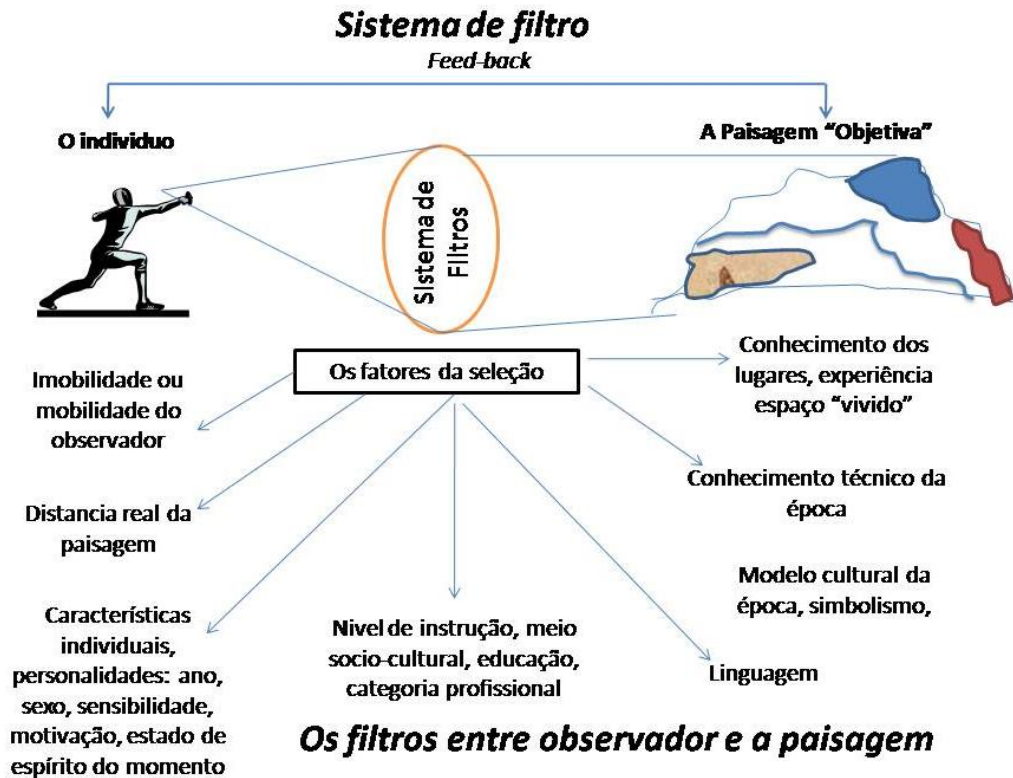 Sistema de filtro
Feed-back
O individuo
A Paisagem “Objetiva”
Sistema de
Filtros
Os fatores da seleção
Imobilidade ou
mobilidade do
observador
Distancia real da
paisagem
Características
individuais,
personalidades: ano,
sexo, sensibilidade,
motivação, estado de
espírito do momento
Nivel de instrução, meio
socio-cultural, educação,
categoria profissional
Conhecimento dos
lugares, experiência
espaço “vivido”
Conhecimento técnico da
época
Modelo cultural da
época, simbolismo,
Linguagem
Os filtros entre observador e a paisagem